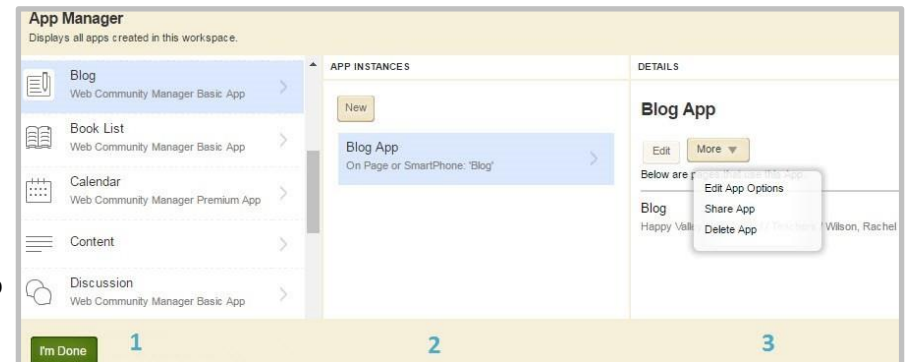 App Manager
Displays all apps created in this workspace.
Blog
Web Community Manager Basic App
Book List
Web Community Manager Basic App
Calendar
Web Community Manager Premium App
Content
Discussion
Web Community Manager Basic App
I'm Done
1
APP INSTANCES
New
Blog App
On Page or SmartPhone: 'Blog'
2
DETAILS
Blog App
Edit More
Below are
Edit App Options
Share App
Delete App
Blog
Happy Wilson, Rachel
3